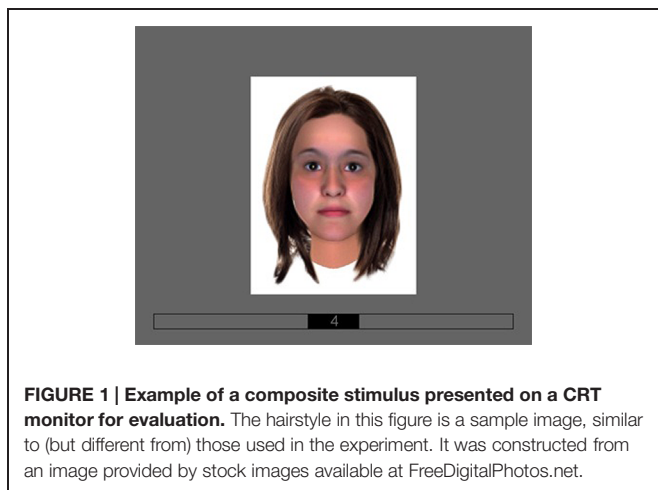 4
FIGURE 1 | Example of a composite stimulus presented on a CRT
monitor for evaluation. The hairstyle in this figure is a sample image, similar
to (but different from) those used in the experiment. It was constructed from
an image provided by stock images available at FreeDigitalPhotos.net.